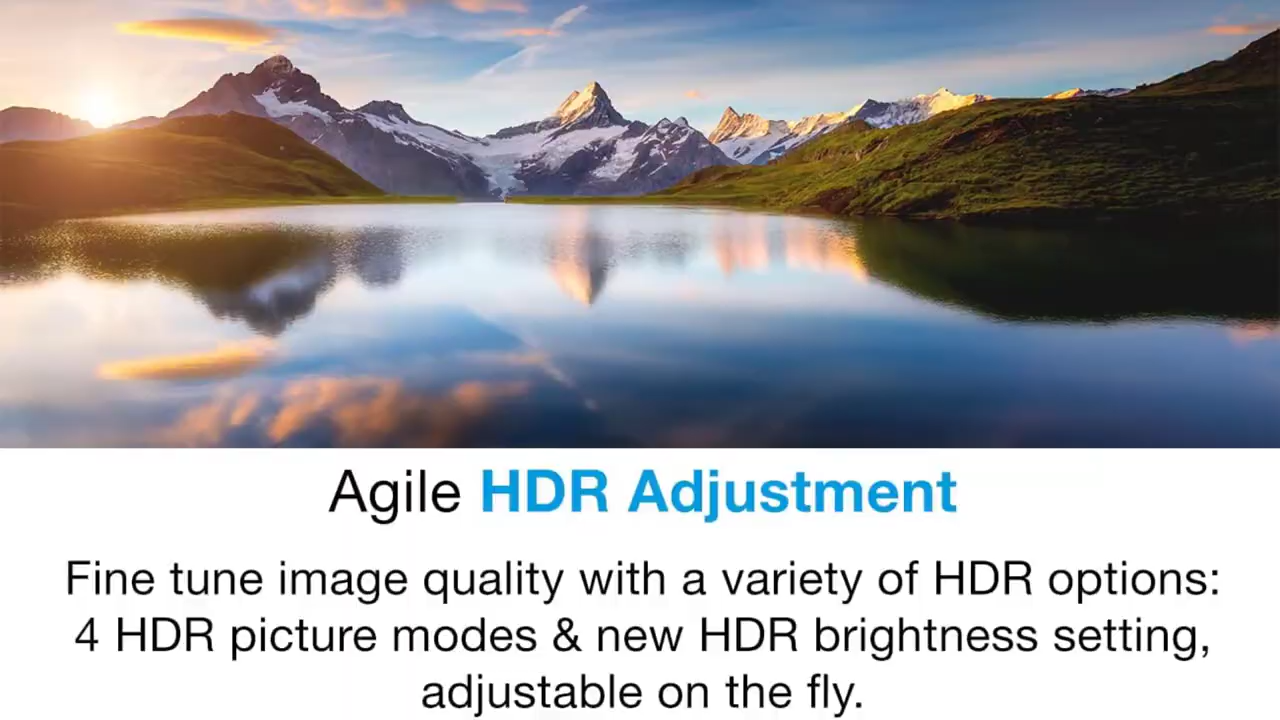 Agile HDR Adjustment
Fine tune image quality with a variety of HDR options:
4 HDR picture modes & new HDR brightness setting,
adjustable on the fly.